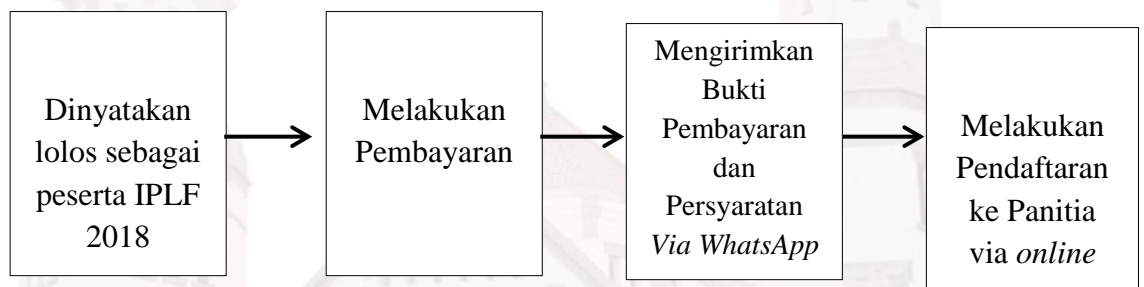 Dinyatakan
lolos sebagai
peserta IPLF
2018
Melakukan
Pembayaran
Mengirimkan
Bukti
Pembayaran
dan
Persyaratan
Via WhatsApp
Melakukan
Pendaftaran
ke Panitia
via online